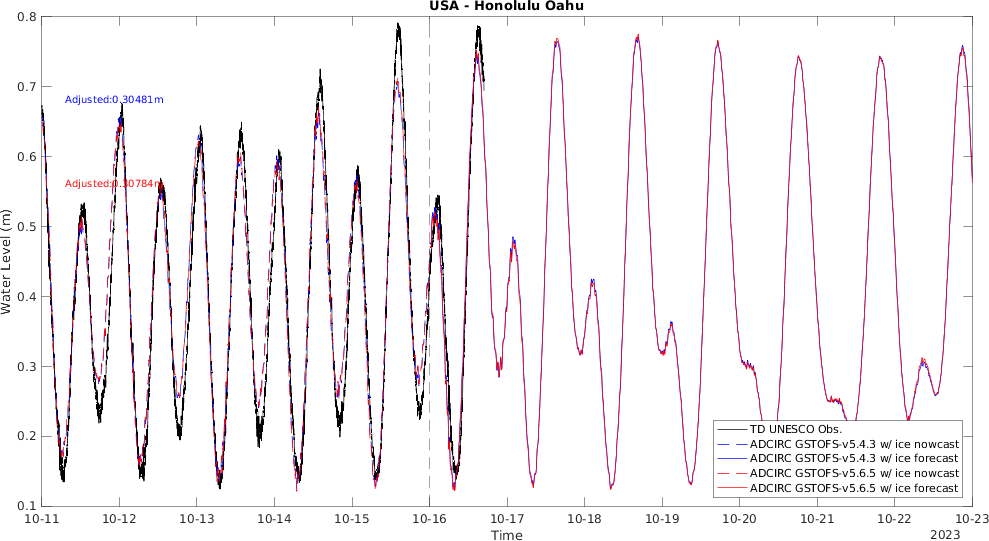 USA - Honolulu Oahu
0.8
0.7
0.6
0.5
0.4
0.3
0.2
0.1
Water Level (m)
Adjusted:0.30481m
Adjusted:0.30784m
TD UNESCO Obs.
ADCIRC GSTOFS-v5.4.3 w/ ice nowcast
ADCIRC GSTOFS-v5.4.3 w/ ice forecast
ADCIRC GSTOFS-v5.6.5 w/ ice nowcast
ADCIRC GSTOFS-v5.6.5 w/ ice forecast
10-11 10-12 10-13 10-14 10-15 10-16 10-17 10-18 10-19 10-20 10-21 10-22 10-23
Time
2023